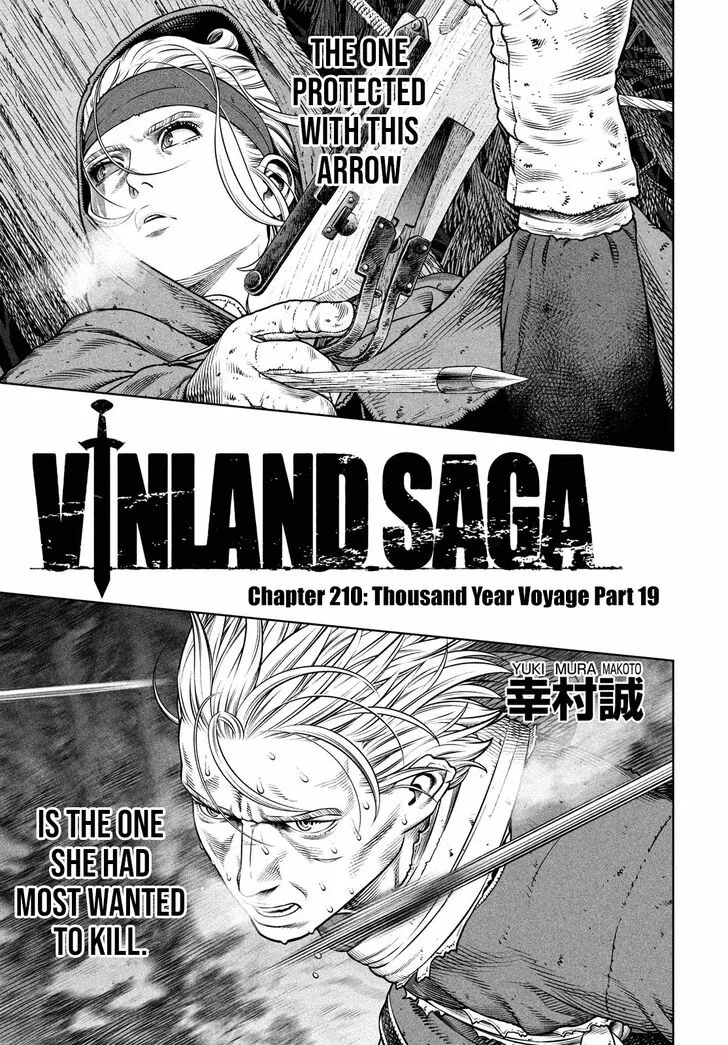 THE ONE
PROTECTED
WITH THIS
ARROW
VINLAND SAGA
Chapter 210: Thousand Year Voyage Part 19
YUKI MURA MAKOTO
幸村誠
IS THE ONE
SHE HAD
MOST WANTED
TO KILL.